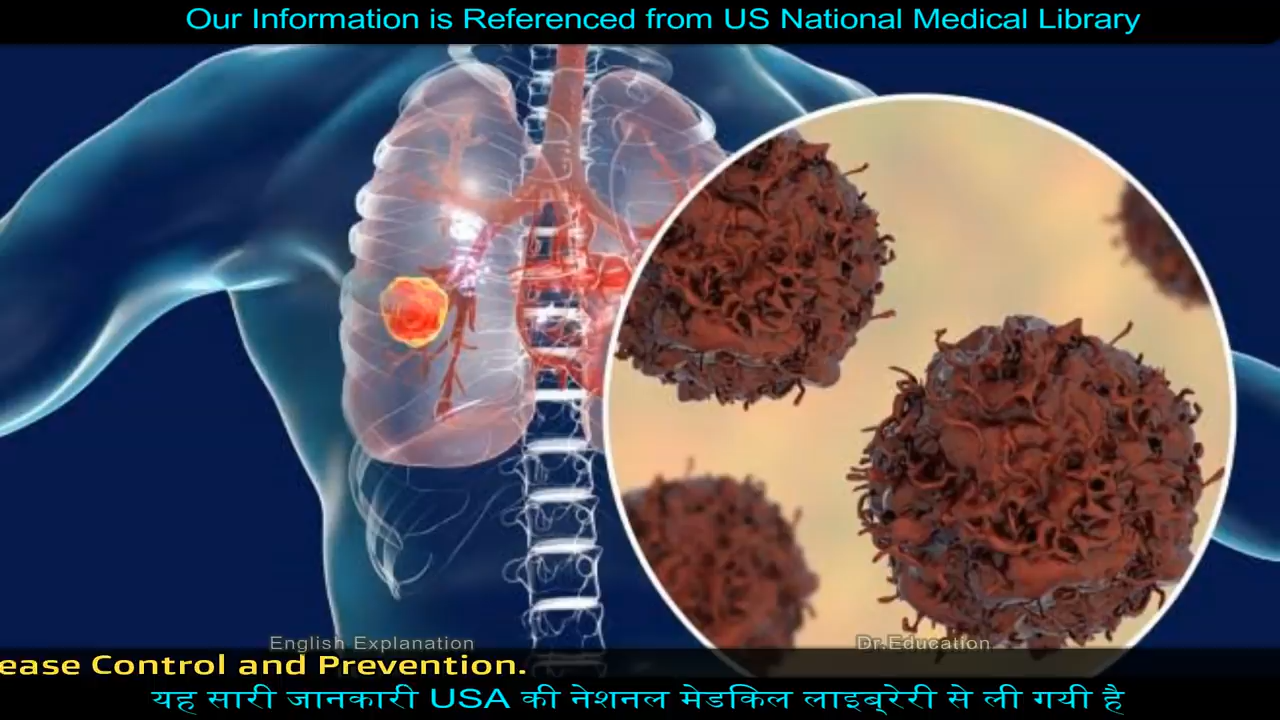 Our Information is Referenced from US National Medical Library
English Explanation
Dr.Education
ease Control and Prevention.
यह सारी जानकारी USA की नेशनल मेडकिल लाइब्रेरी से ली गयी है